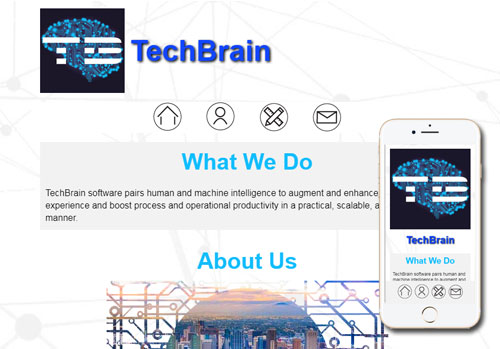 TB
TechBrain
What We Do
TechBrain software pairs human and machine intelligence to augment and enhance
experience and boost process and operational productivity in a practical, scalable, a
manner.
About Us
TB
TechBrain
What We Do
TechBrain software pairs human and
machine intelligence to augment and